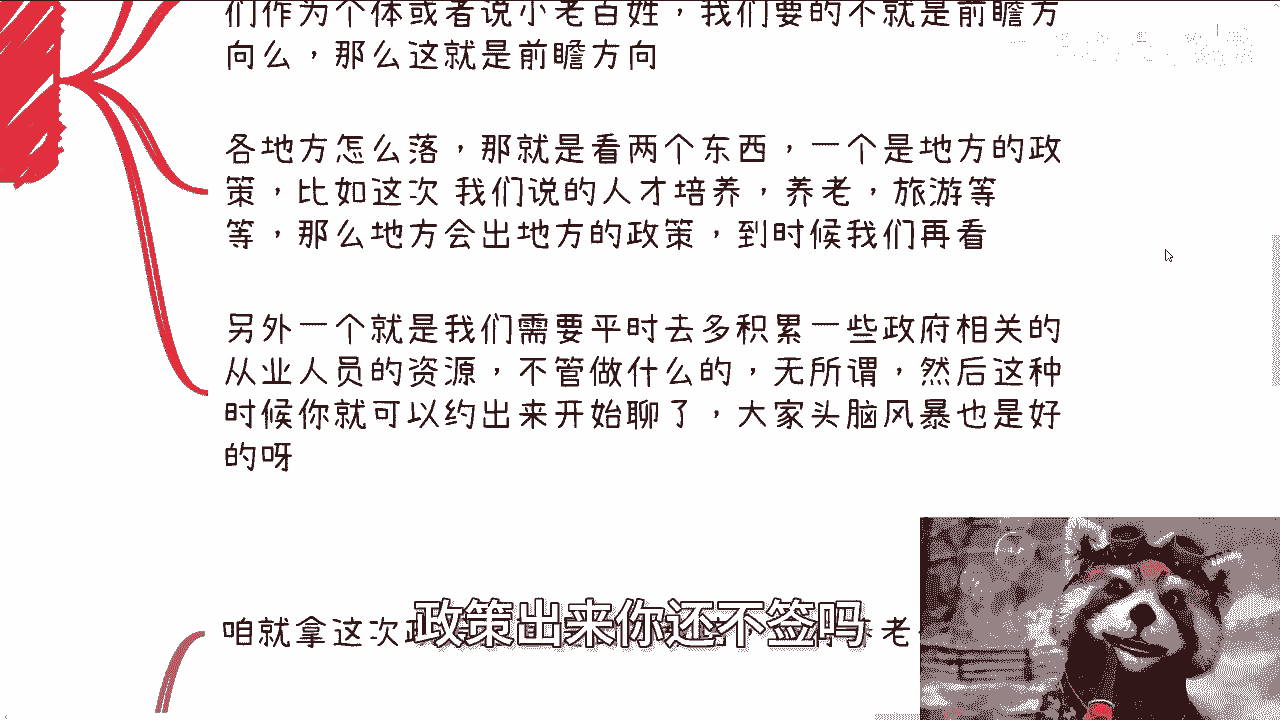 们作为个体或者说小老百姓，我们要的不就是前瞻方
向么，那么这就是前瞻方向
各地方怎么落，那就是看两个东西，一个是地方的政
策，比如这次 我们说的人才培养，养老，旅游等
等，那么地方会出地方的政策，到时候我们再看
另外一个就是我们需要平时去多积累一些政府相关的
从业人员的资源，不管做什么的，无所谓，然后这种
时候你就可以约出来开始聊了，大家头脑风暴也是好
的呀
咱就拿这次
老
政策出来你还不签吗